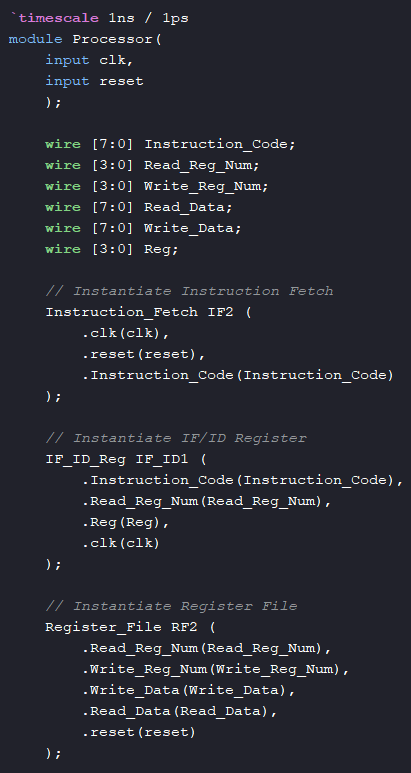 `timescale 1ns / 1ps
module Processor(
    input clk,
    input reset
    );

    wire [7:0] Instruction_Code;
    wire [3:0] Read_Reg_Num;
    wire [3:0] Write_Reg_Num;
    wire [7:0] Read_Data;
    wire [7:0] Write_Data;
    wire [3:0] Reg;

    // Instantiate Instruction Fetch
    Instruction_Fetch IF2 (
        .clk(clk),
        .reset(reset),
        .Instruction_Code(Instruction_Code)
    );

    // Instantiate IF/ID Register
    IF_ID_Reg IF_ID1 (
        .Instruction_Code(Instruction_Code),
        .Read_Reg_Num(Read_Reg_Num),
        .Reg(Reg),
        .clk(clk)
    );

    // Instantiate Register File
    Register_File RF2 (
        .Read_Reg_Num(Read_Reg_Num),
        .Write_Reg_Num(Write_Reg_Num),
        .Write_Data(Write_Data),
        .Read_Data(Read_Data),
        .reset(reset)
    );